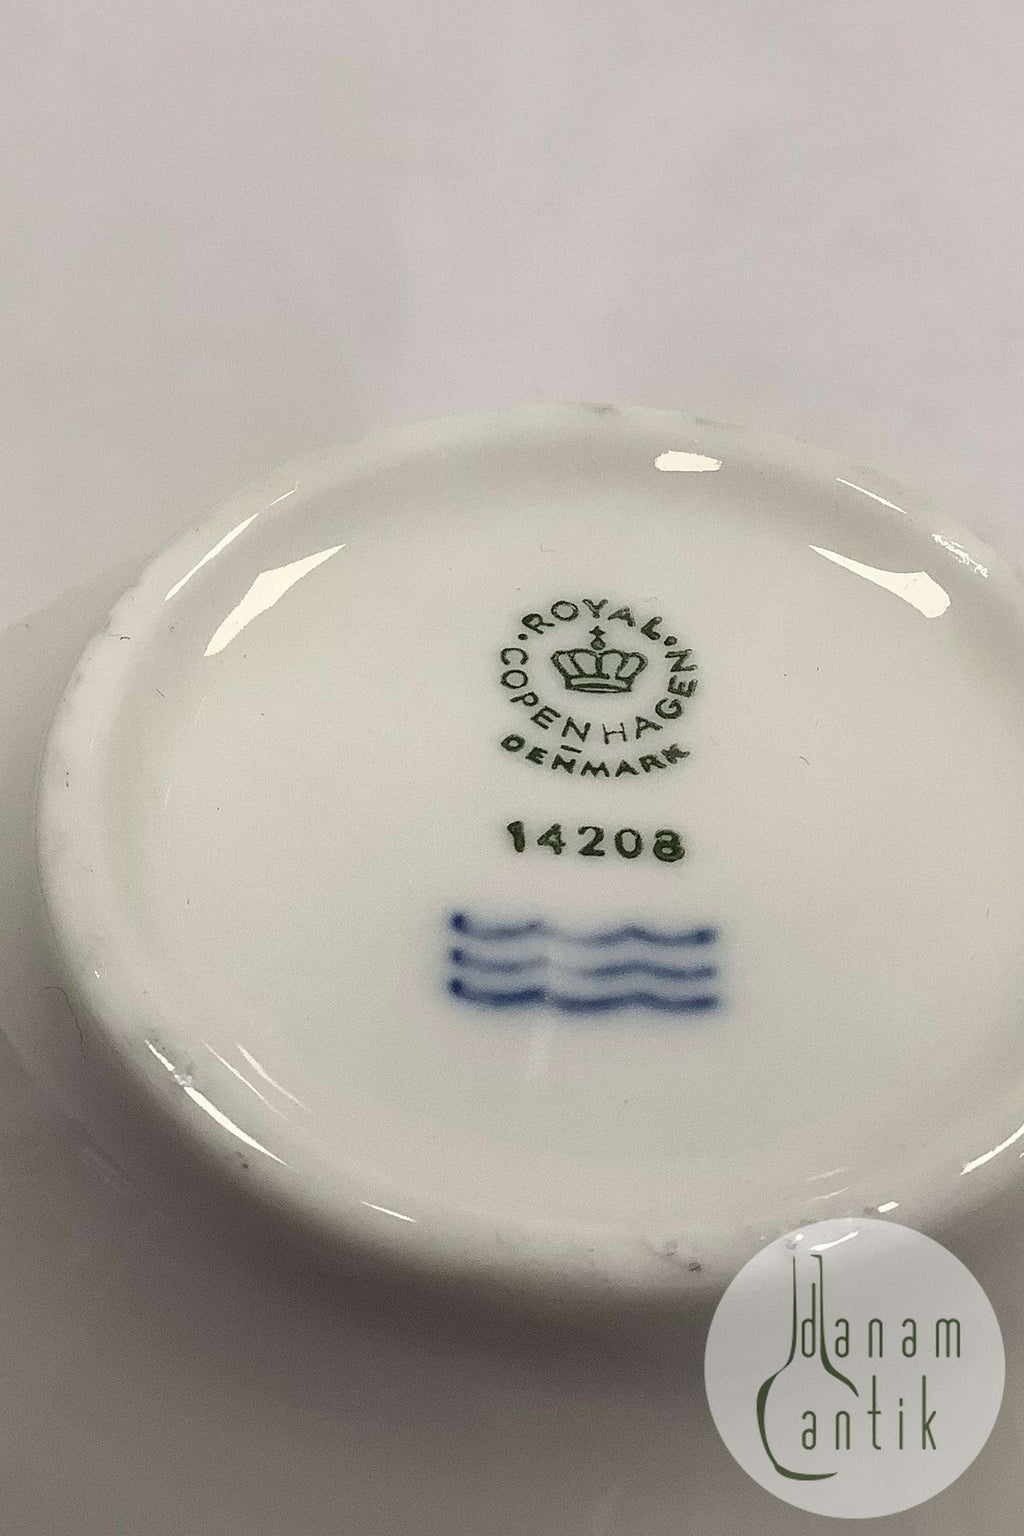 ROYAL
COPENHAGEN
DENMARK
14208
danam
antik